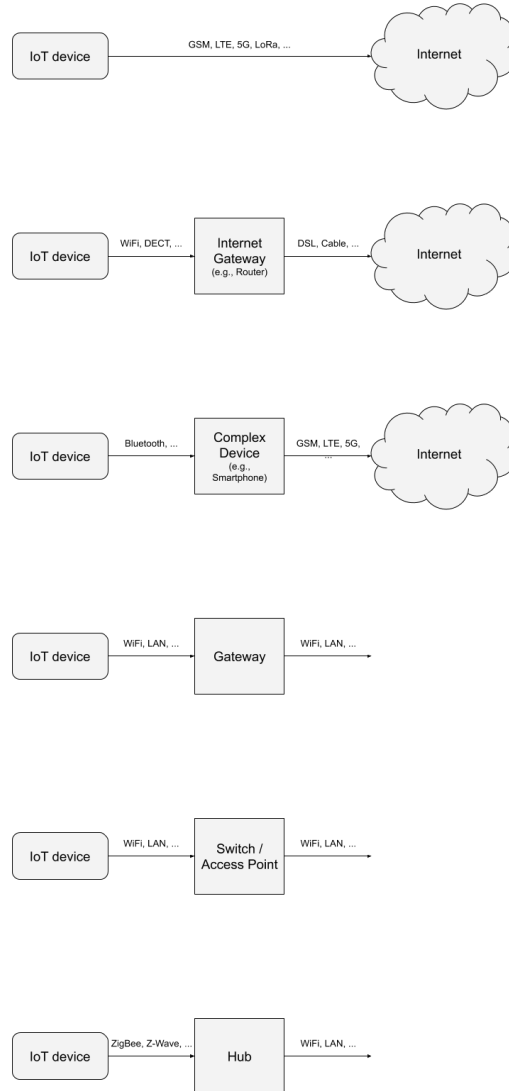 GSM, LTE, 5G, LoRa, ...
IoT device
Internet
WiFi, DECT, ...
DSL, Cable, ...
IoT device
Internet
Gateway
(e.g., Router)
Internet
Bluetooth, ...
GSM, LTE, 5G,
...
IoT device
Complex
Device
(e.g.,
Smartphone)
Internet
WiFi, LAN, ...
WiFi, LAN, ...
IoT device
Gateway
WiFi, LAN, ...
WiFi, LAN, ...
IoT device
Switch /
Access Point
ZigBee, Z-Wave, ...
WiFi, LAN, ...
IoT device
Hub